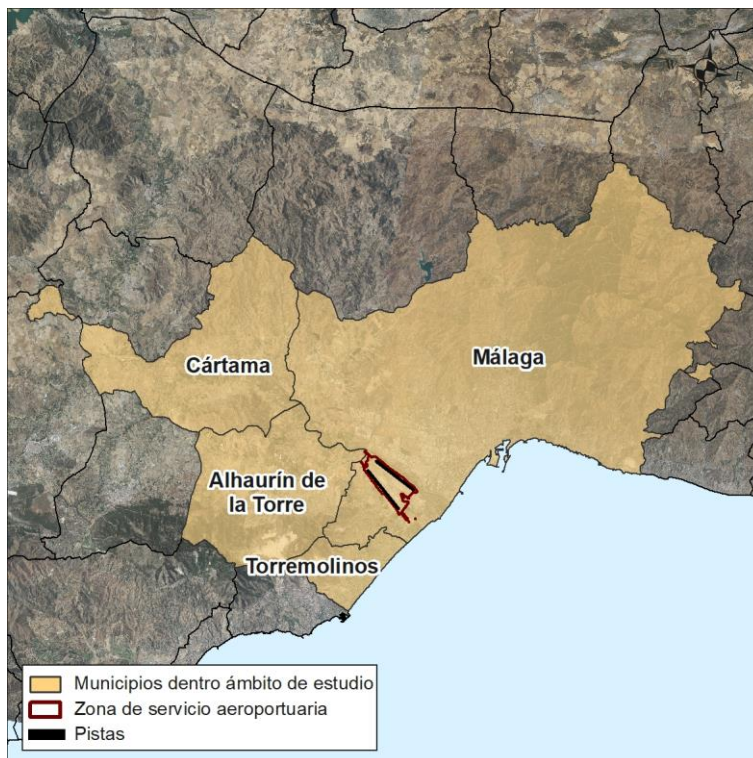 Málaga
Cártama
Alhaurín de
la Torre
Torremolinos
Municipios dentro ámbito de estudio
Zona de servicio aeroportuaria
Pistas